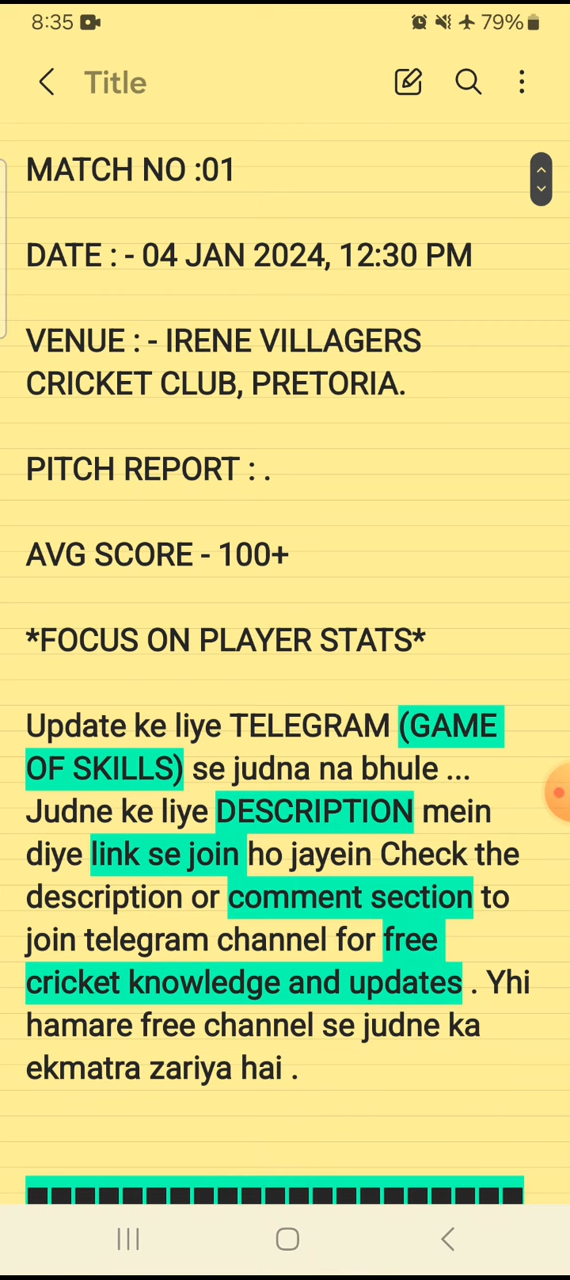 8:35 79%
Title
MATCH NO :01
DATE : - 04 JAN 2024, 12:30 PM
VENUE : - IRENE VILLAGERS
CRICKET CLUB, PRETORIA.
PITCH REPORT : .
AVG SCORE - 100+
*FOCUS ON PLAYER STATS*
Update ke liye TELEGRAM (GAME
OF SKILLS) se judna na bhule ...
Judne ke liye DESCRIPTION mein
diye link se join ho jayein Check the
description or comment section to
join telegram channel for free
cricket knowledge and updates . Yhi
hamare free channel se judne ka
ekmatra zariya hai .